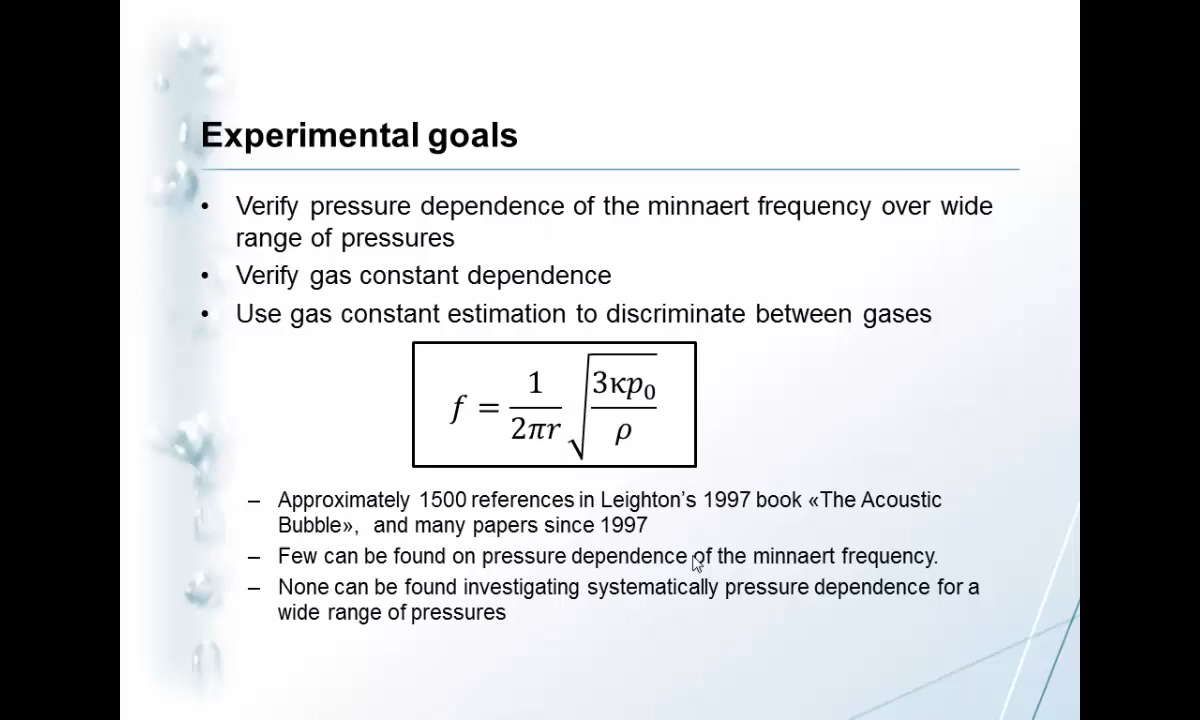 Experimental goals
• Verify pressure dependence of the minnaert frequency over wide
range of pressures
• Verify gas constant dependence
• Use gas constant estimation to discriminate between gases
f = \frac{1}{2πr} \sqrt{\frac{3κp₀}{ρ}}
– Approximately 1500 references in Leighton's 1997 book «The Acoustic
Bubble», and many papers since 1997
– Few can be found on pressure dependence of the minnaert frequency.
– None can be found investigating systematically pressure dependence for a
wide range of pressures